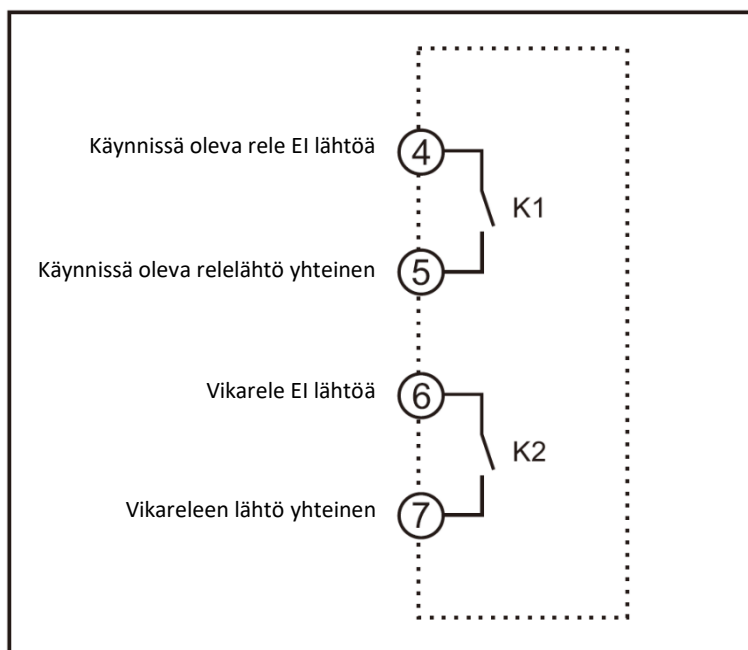 Käynnissä oleva rele EI lähtöä
4
K1
Käynnissä oleva relelähtö yhteinen
5
Vikarele EI lähtöä
6
K2
Vikareleen lähtö yhteinen
7